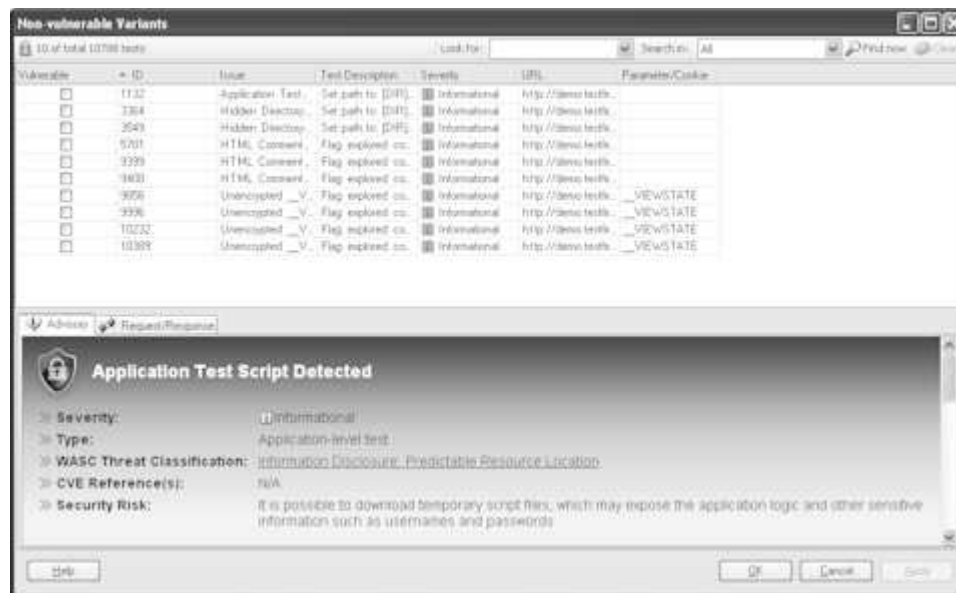 Non-vulnerable Variants
10 of total 10798 tests Look for: Search in: All Find now Clear
Vulnerable ID Issue Test Description Severity URL Parameter/Cookie
1132 Application Test.. Set path to: [DIR].. Informational http://demo.testfir..
3364 Hidden Directory.. Set path to: [DIR].. Informational http://demo.testfir..
3549 Hidden Directory.. Set path to: [DIR].. Informational http://demo.testfir..
9701 HTML Comment.. Flag explored co.. Informational http://demo.testfir..
9399 HTML Comment.. Flag explored co.. Informational http://demo.testfir..
HTML Comment.. Flag explored co.. Informational http://demo.testfir..
9856 Unencrypted __V.. Flag explored co.. Informational http://demo.testfir.. __VIEWSTATE
9996 Unencrypted __V.. Flag explored co.. Informational http://demo.testfir.. __VIEWSTATE
10232 Unencrypted __V.. Flag explored co.. Informational http://demo.testfir.. __VIEWSTATE
10389 Unencrypted __V.. Flag explored co.. Informational http://demo.testfir.. __VIEWSTATE
Advisory Request/Response
Application Test Script Detected
Severity: Informational
Type: Application-level test
WASC Threat Classification: Information Disclosure: Predictable Resource Location
CVE Reference(s): N/A
Security Risk: It is possible to download temporary script files, which may expose the application logic and other sensitive
information such as usernames and passwords
Help OK Cancel Apply